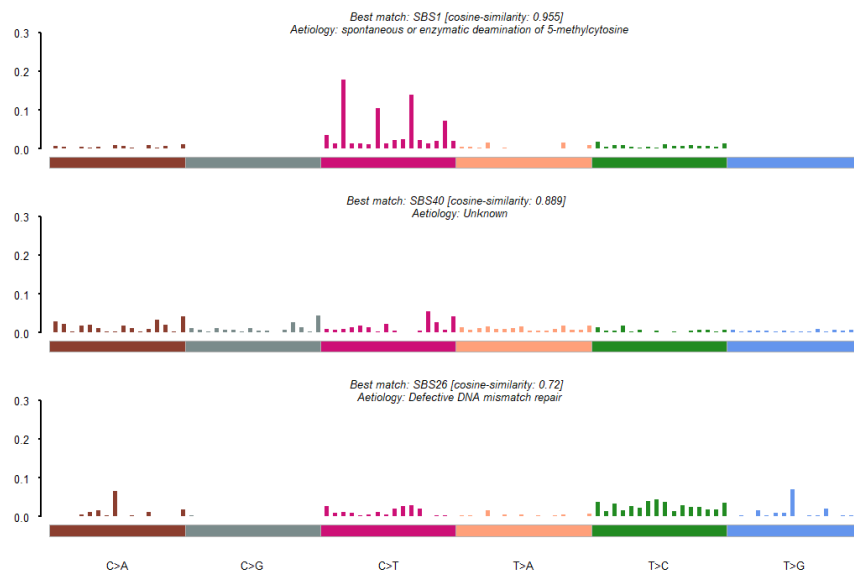 Best match: SBS1 [cosine-similarity: 0.955]
Aetiology: spontaneous or enzymatic deamination of 5-methylcytosine
0.3
0.2
0.1
0.0
Best match: SBS40 [cosine-similarity: 0.889]
Aetiology: Unknown
0.3
0.2
0.1
0.0
Best match: SBS26 [cosine-similarity: 0.72]
Aetiology: Defective DNA mismatch repair
0.3
0.2
0.1
0.0
C>A C>G C>T T>A T>C T>G